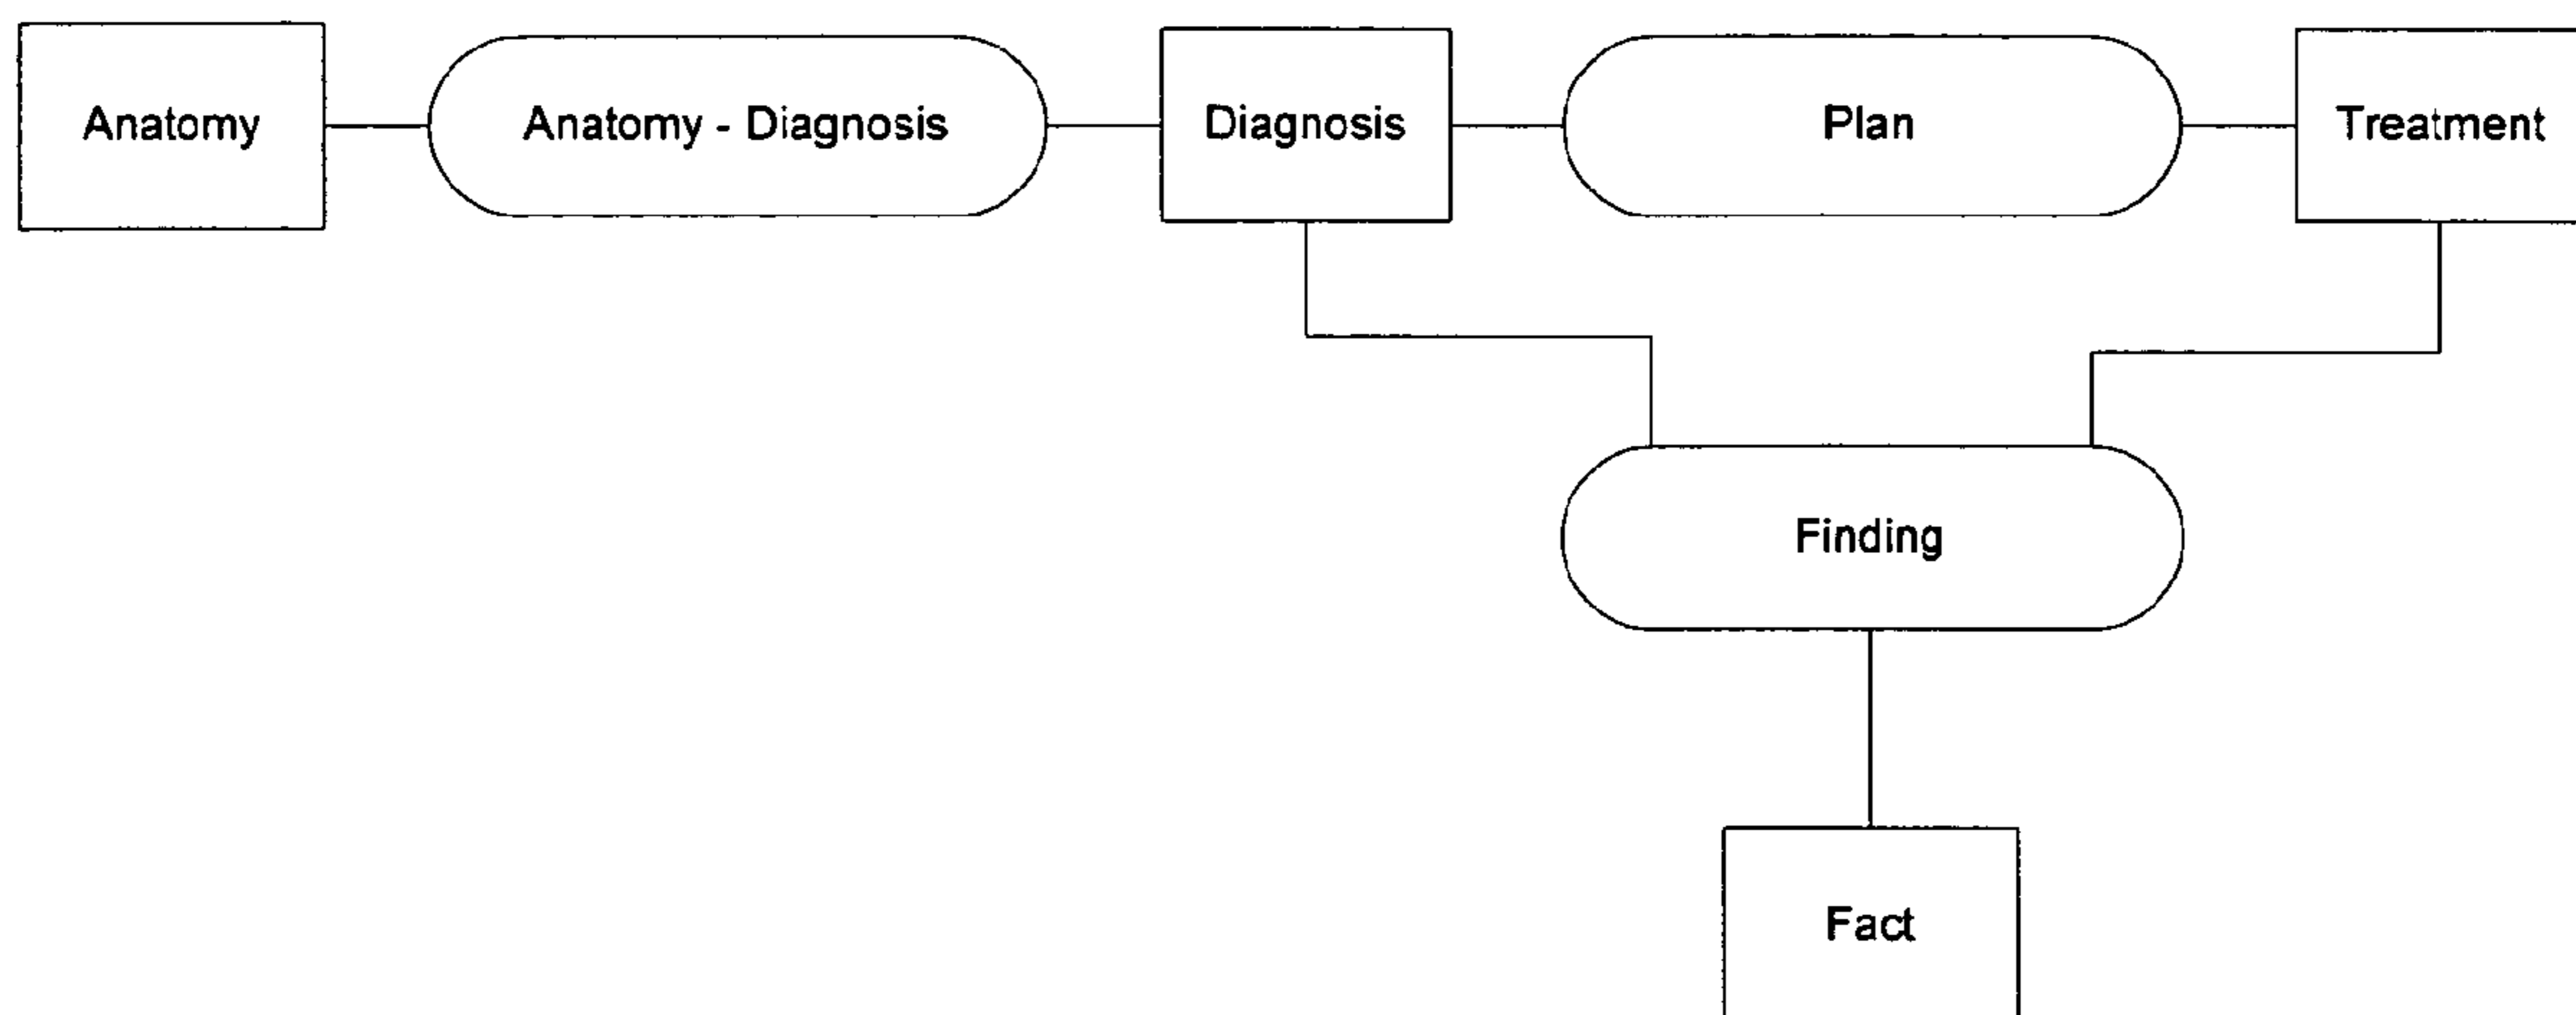 Anatomy
Anatomy - Diagnosis
Diagnosis
Plan
Treatment
Finding
Fact